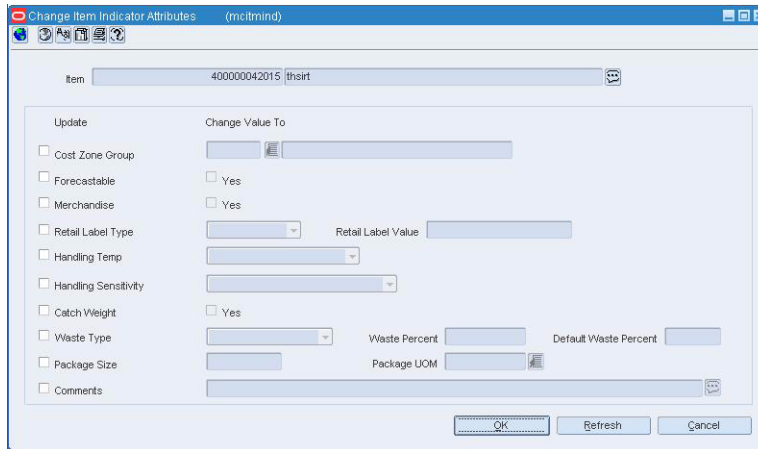 Change Item Indicator Attributes (mcitmind)
Item 400000042015 thsirt
Update Change Value To
Cost Zone Group
Forecastable Yes
Merchandise Yes
Retail Label Type Retail Label Value
Handling Temp
Handling Sensitivity
Catch Weight Yes
Waste Type Waste Percent Default Waste Percent
Package Size Package UOM
Comments
OK Refresh Cancel